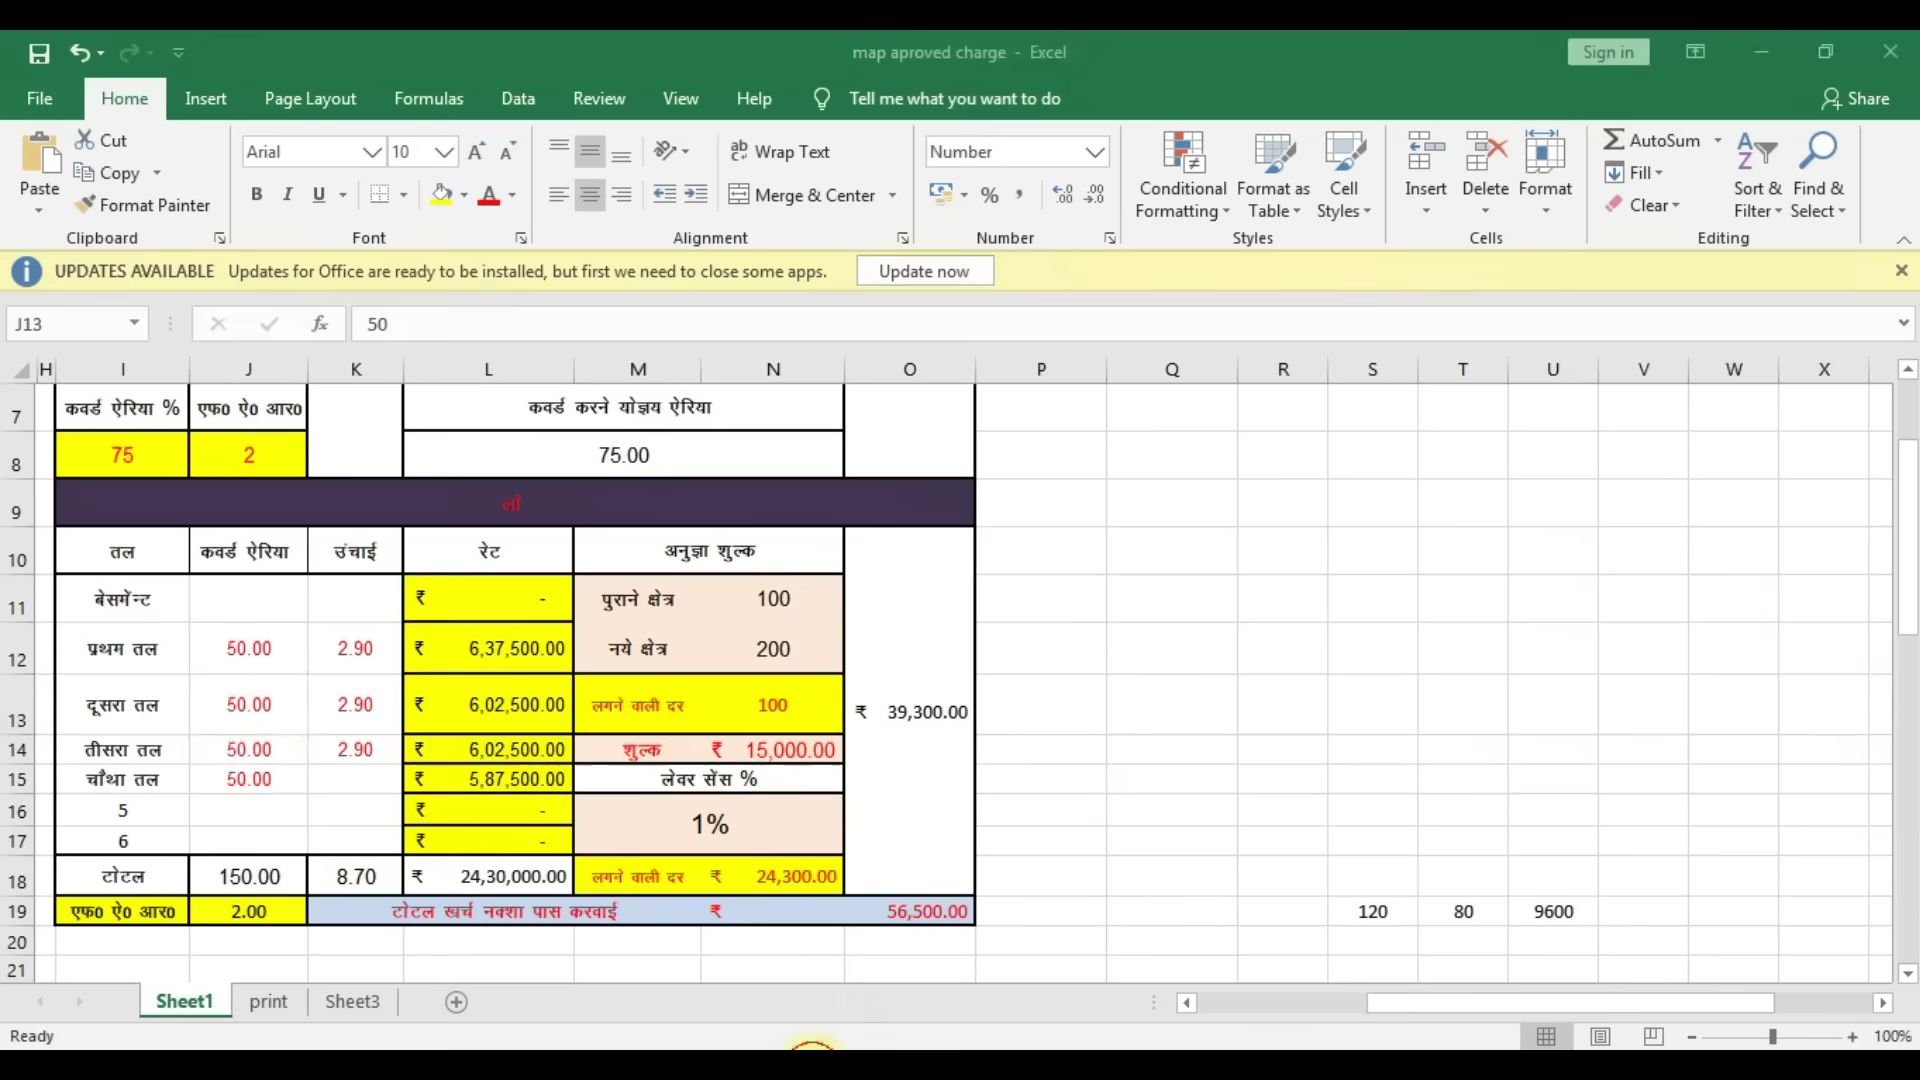 map aproved charge - Excel
Sign in
File Home Insert Page Layout Formulas Data Review View Help Tell me what you want to do Share
Paste Cut Copy Format Painter Clipboard
Arial 10 B I U A Font
Wrap Text Merge & Center Alignment
Number % , Number
Conditional Formatting Format as Table Cell Styles Styles
Insert Delete Format Cells
AutoSum Fill Clear Sort & Filter Find & Select Editing
UPDATES AVAILABLE Updates for Office are ready to be installed, but first we need to close some apps. Update now
J13 fx 50
H I J K L M N O P Q R S T U V W X
7 कवर्ड ऐरिया % एफ0 ऐ0 आर0 कवर्ड करने योज्ञय ऐरिया
8 75 2 75.00
9 लो
10 तल कवर्ड ऐरिया उंचाई रेट अनुज्ञा शुल्क
11 बेसमेंन्ट ₹ - पुराने क्षेत्र 100
12 प्रथम तल 50.00 2.90 ₹ 6,37,500.00 नये क्षेत्र 200
13 दूसरा तल 50.00 2.90 ₹ 6,02,500.00 लगने वाली दर 100 ₹ 39,300.00
14 तीसरा तल 50.00 2.90 ₹ 6,02,500.00 शुल्क ₹ 15,000.00
15 चौथा तल 50.00 ₹ 5,87,500.00 लेवर सेंस %
16 5 ₹ - 1%
17 6 ₹ -
18 टोटल 150.00 8.70 ₹ 24,30,000.00 लगने वाली दर ₹ 24,300.00
19 एफ0 ऐ0 आर0 2.00 टोटल खर्च नक्शा पास करवाई ₹ 56,500.00 120 80 9600
20
21
Sheet1 print Sheet3
Ready 100%